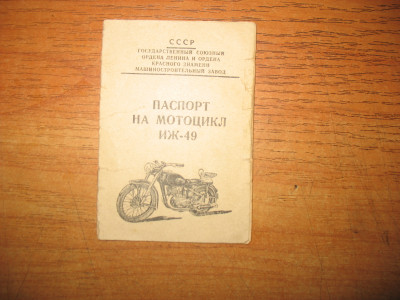 СССР
ГОСУДАРСТВЕННЫЙ СОЮЗНЫЙ
ОРДЕНА ЛЕНИНА И ОРДЕНА
КРАСНОГО ЗНАМЕНИ
МАШИНОСТРОИТЕЛЬНЫЙ ЗАВОД
ПАСПОРТ
НА МОТОЦИКЛ
ИЖ-49